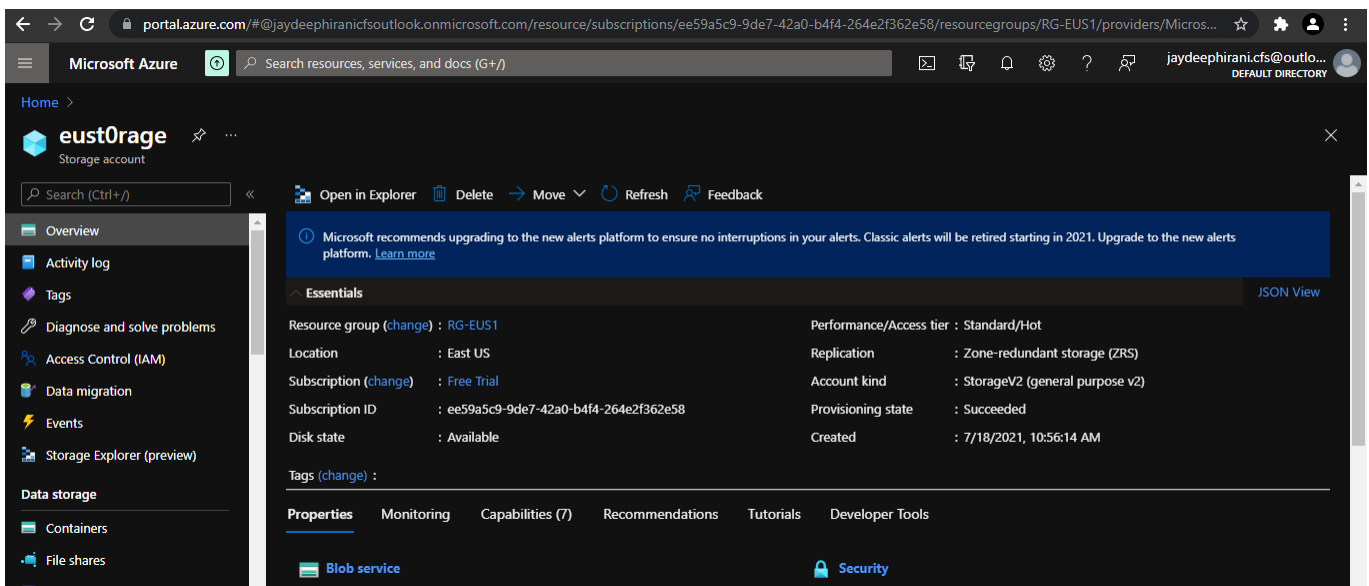 portal.azure.com/#@jaydeephiranicfsoutlook.onmicrosoft.com/resource/subscriptions/ee59a5c9-9de7-42a0-b4f4-264e2f362e58/resourcegroups/RG-EUS1/providers/Micros...
Microsoft Azure
Search resources, services, and docs (G+/)
jaydeephirani.cfs@outlo...
DEFAULT DIRECTORY
Home >
eust0rage
Storage account
Search (Ctrl+/)
Open in Explorer Delete Move Refresh Feedback
Overview
Activity log
Tags
Diagnose and solve problems
Access Control (IAM)
Data migration
Events
Storage Explorer (preview)
Data storage
Containers
File shares
Microsoft recommends upgrading to the new alerts platform to ensure no interruptions in your alerts. Classic alerts will be retired starting in 2021. Upgrade to the new alerts
platform. Learn more
Essentials
JSON View
Resource group (change) : RG-EUS1
Location : East US
Subscription (change) : Free Trial
Subscription ID : ee59a5c9-9de7-42a0-b4f4-264e2f362e58
Disk state : Available
Performance/Access tier : Standard/Hot
Replication : Zone-redundant storage (ZRS)
Account kind : StorageV2 (general purpose v2)
Provisioning state : Succeeded
Created : 7/18/2021, 10:56:14 AM
Tags (change) :
Properties Monitoring Capabilities (7) Recommendations Tutorials Developer Tools
Blob service
Security